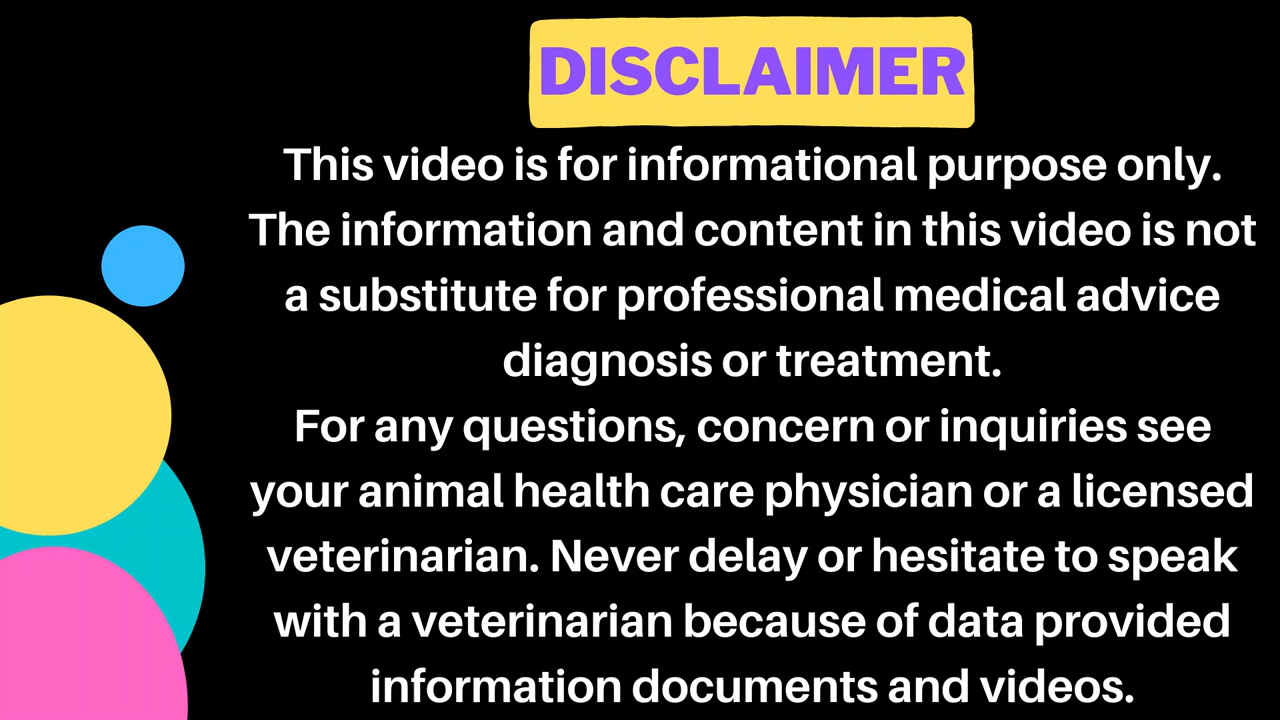 DISCLAIMER
This video is for informational purpose only.
The information and content in this video is not
a substitute for professional medical advice
diagnosis or treatment.
For any questions, concern or inquiries see
your animal health care physician or a licensed
veterinarian. Never delay or hesitate to speak
with a veterinarian because of data provided
information documents and videos.